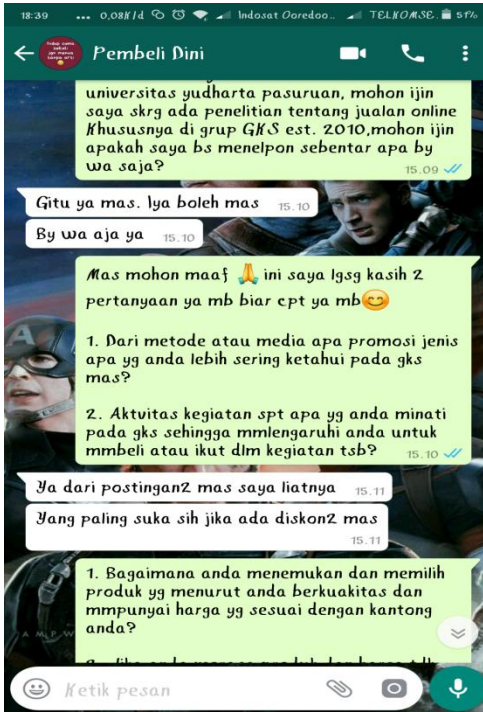 18:39 ... 0,08K/d Indosat Ooredoo.. TELKOMSE. 51%
Pembeli Dini
universitas yudharta pasuruan, mohon ijin
saya skrg ada penelitian tentang jualan online
Khususnya di grup GKS est. 2010,mohon ijin
apakah saya bs menelpon sebentar apa by
wa saja?
15.09
Gitu ya mas. Iya boleh mas 15.10
By wa aja ya 15.10
Mas mohon maaf 🙏 ini saya lgsg kasih 2
pertanyaan ya mb biar cpt ya mb😊
1. Dari metode atau media apa promosi jenis
apa yg anda lebih sering ketahui pada gks
mas?
2. Aktvitas kegiatan spt apa yg anda minati
pada gks sehingga mmlengaruhi anda untuk
mmbeli atau ikut dlm kegiatan tsb? 15.10
Ya dari postingan2 mas saya liatnya 15.11
Yang paling suka sih jika ada diskon2 mas
15.11
1. Bagaimana anda menemukan dan memilih
produk yg menurut anda berkuakitas dan
mmpunyai harga yg sesuai dengan kantong
anda?
Ketik pesan